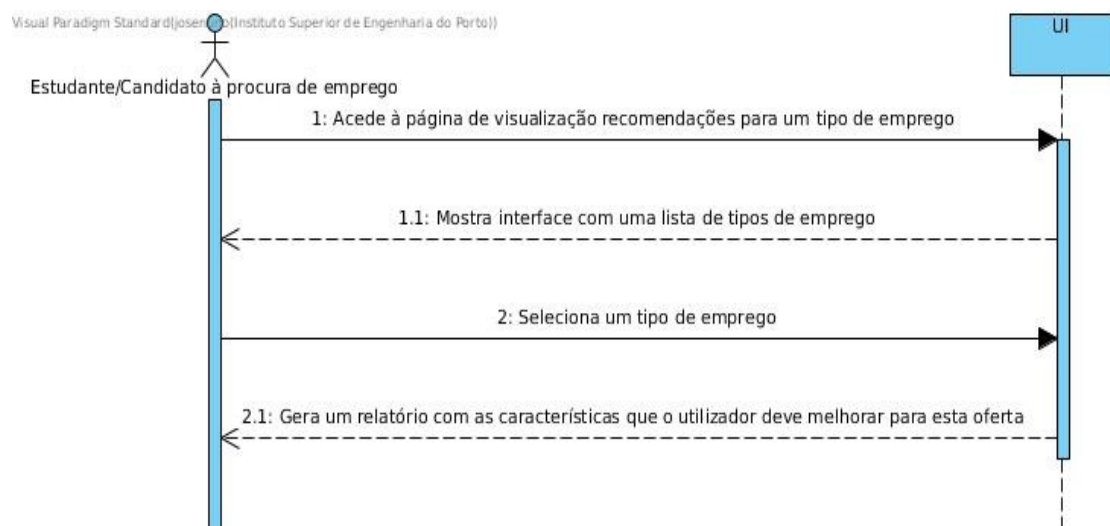 Visual Paradigm Standard(josen o(Instituto Superior de Engenharia do Porto))
UI
Estudante/Candidato à procura de emprego
1: Acede à página de visualização recomendações para um tipo de emprego
1.1: Mostra interface com uma lista de tipos de emprego
2: Seleciona um tipo de emprego
2.1: Gera um relatório com as características que o utilizador deve melhorar para esta oferta